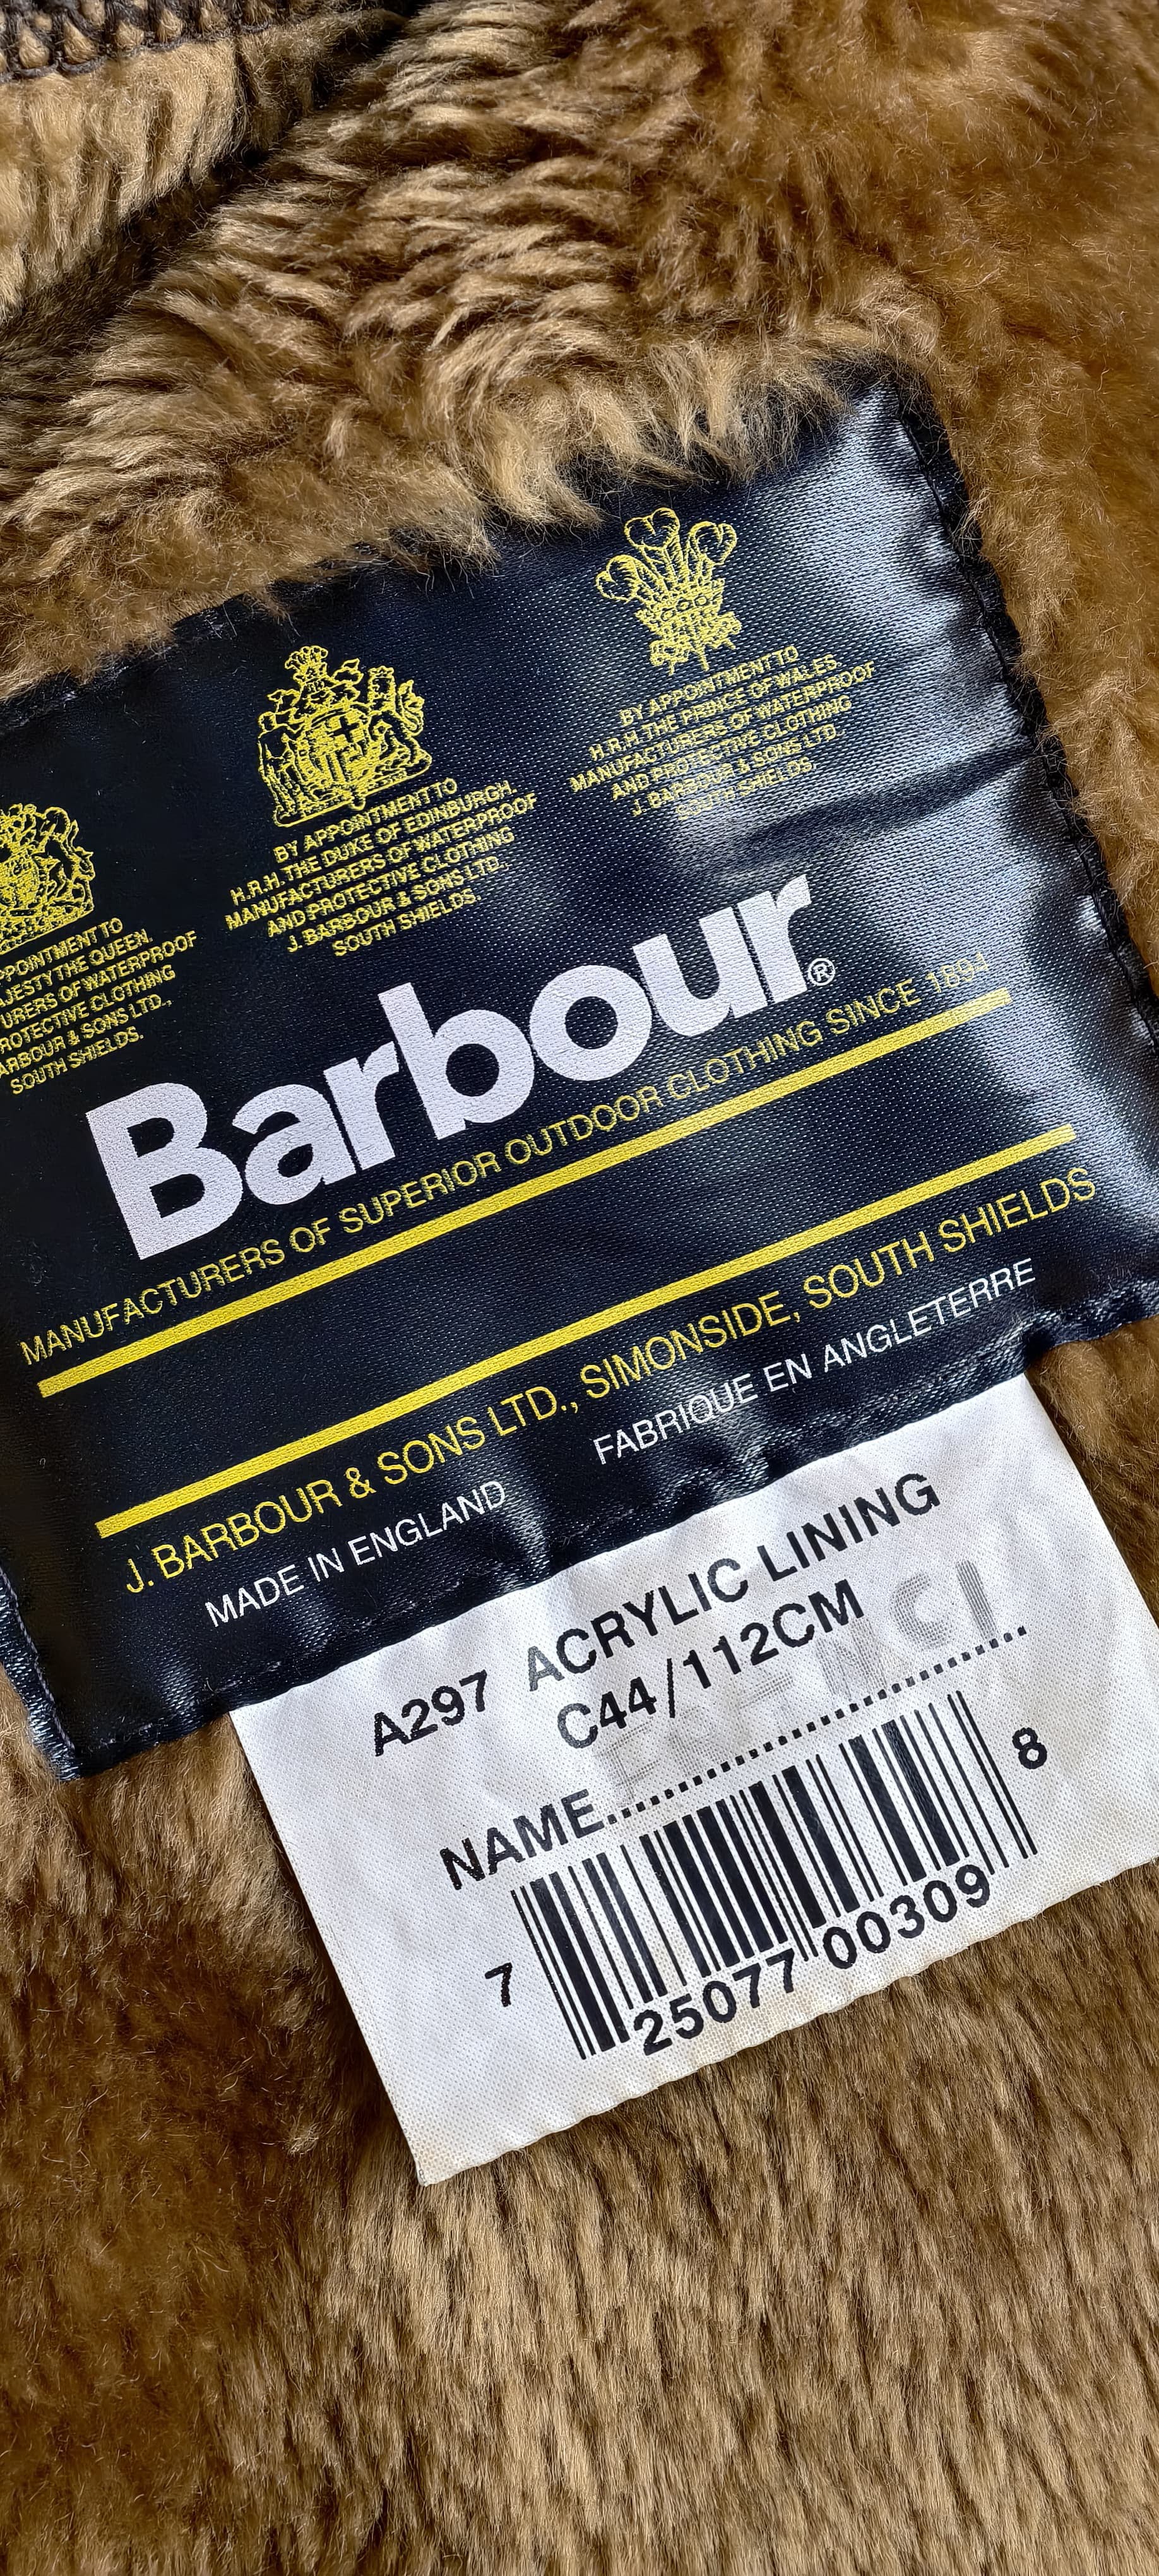 PPOINTMENT TO
AJESTY THE QUEEN.
URERS OF WATERPROOF
ROTECTIVE CLOTHING
ARBOUR & SONS LTD.,
SOUTH SHIELDS.
BY APPOINTMENT TO
H.R.H. THE DUKE OF EDINBURGH.
MANUFACTURERS OF WATERPROOF
AND PROTECTIVE CLOTHING
J. BARBOUR & SONS LTD.,
SOUTH SHIELDS.
BY APPOINTMENT TO
H.R.H. THE PRINCE OF WALES
MANUFACTURERS OF WATERPROOF
AND PROTECTIVE CLOTHING
J. BARBOUR & SONS LTD.
SOUTH SHIELDS.
Barbour®
MANUFACTURERS OF SUPERIOR OUTDOOR CLOTHING SINCE 1894
J. BARBOUR & SONS LTD., SIMONSIDE, SOUTH SHIELDS
MADE IN ENGLAND FABRIQUE EN ANGLETERRE
A297 ACRYLIC LINING
C44/112CM
NAME..............................
7 25077 00309 8